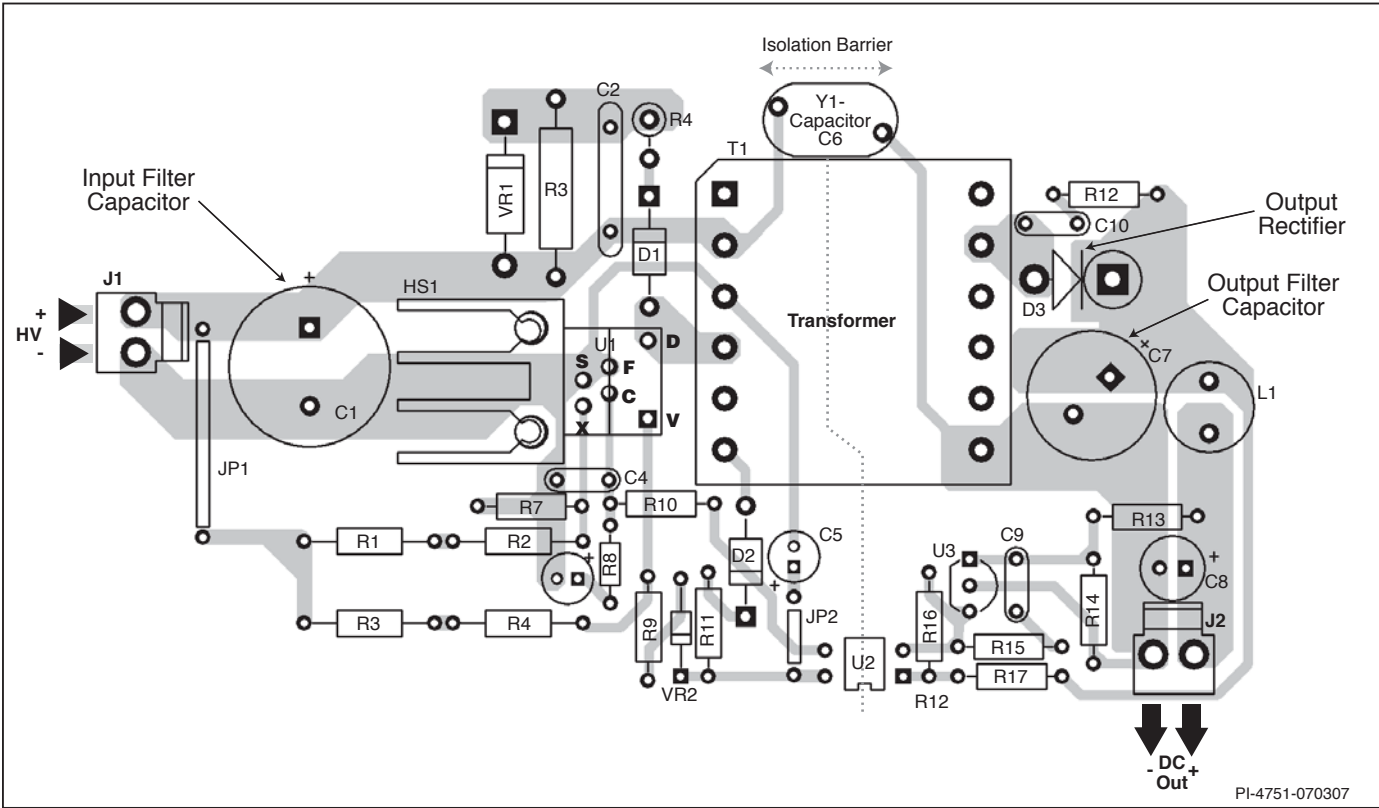 Isolation Barrier
Y1-
Capacitor
C6
C2
R4
T1
Input Filter
Capacitor
VR1
R3
R12
Output
Rectifier
C10
D1
J1
+
HS1
D3
Output Filter
Capacitor
+
HV
-
Transformer
U1
D
S
F
C
X
V
+
C7
C1
L1
JP1
C4
R7
R10
R13
R1
R2
+
R8
D2
C5
+
U3
C9
+
C8
R14
J2
R3
R4
R9
R11
JP2
R16
R15
U2
R17
VR2
R12
- DC +
Out
PI-4751-070307